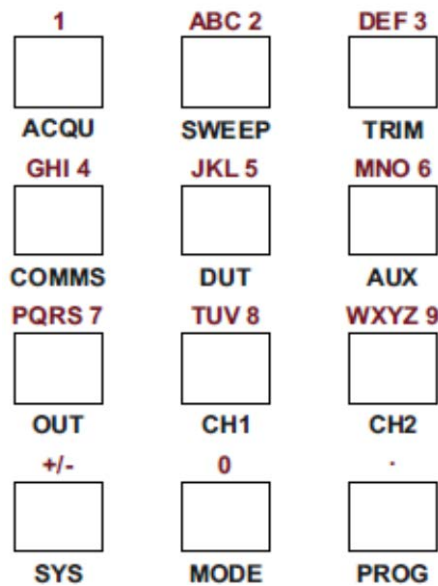 1 ABC 2 DEF 3
ACQU SWEEP TRIM
GHI 4 JKL 5 MNO 6
COMMS DUT AUX
PQRS 7 TUV 8 WXYZ 9
OUT CH1 CH2
+/- 0 .
SYS MODE PROG